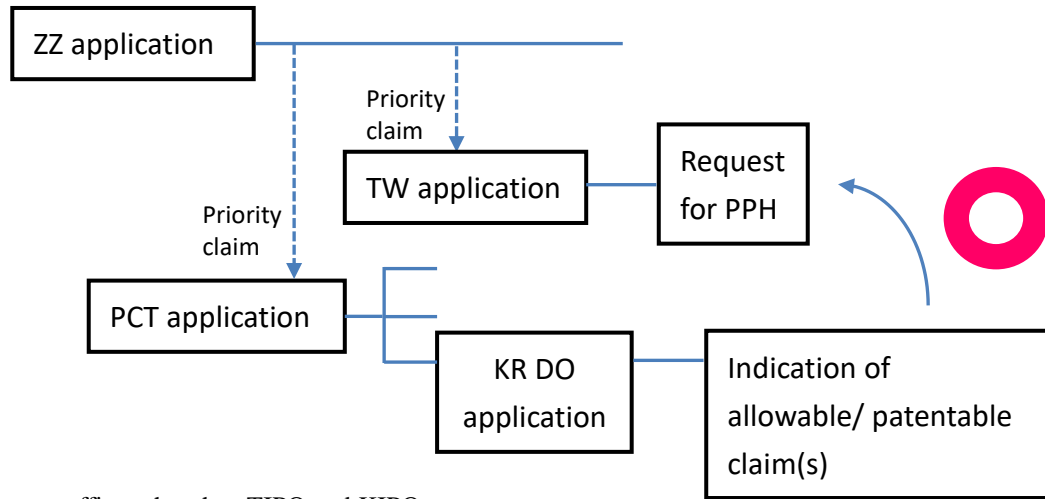 ZZ application
Priority
claim
TW application
Request
for PPH
Priority
claim
PCT application
KR DO
application
Indication of
allowable/ patentable
claim(s)